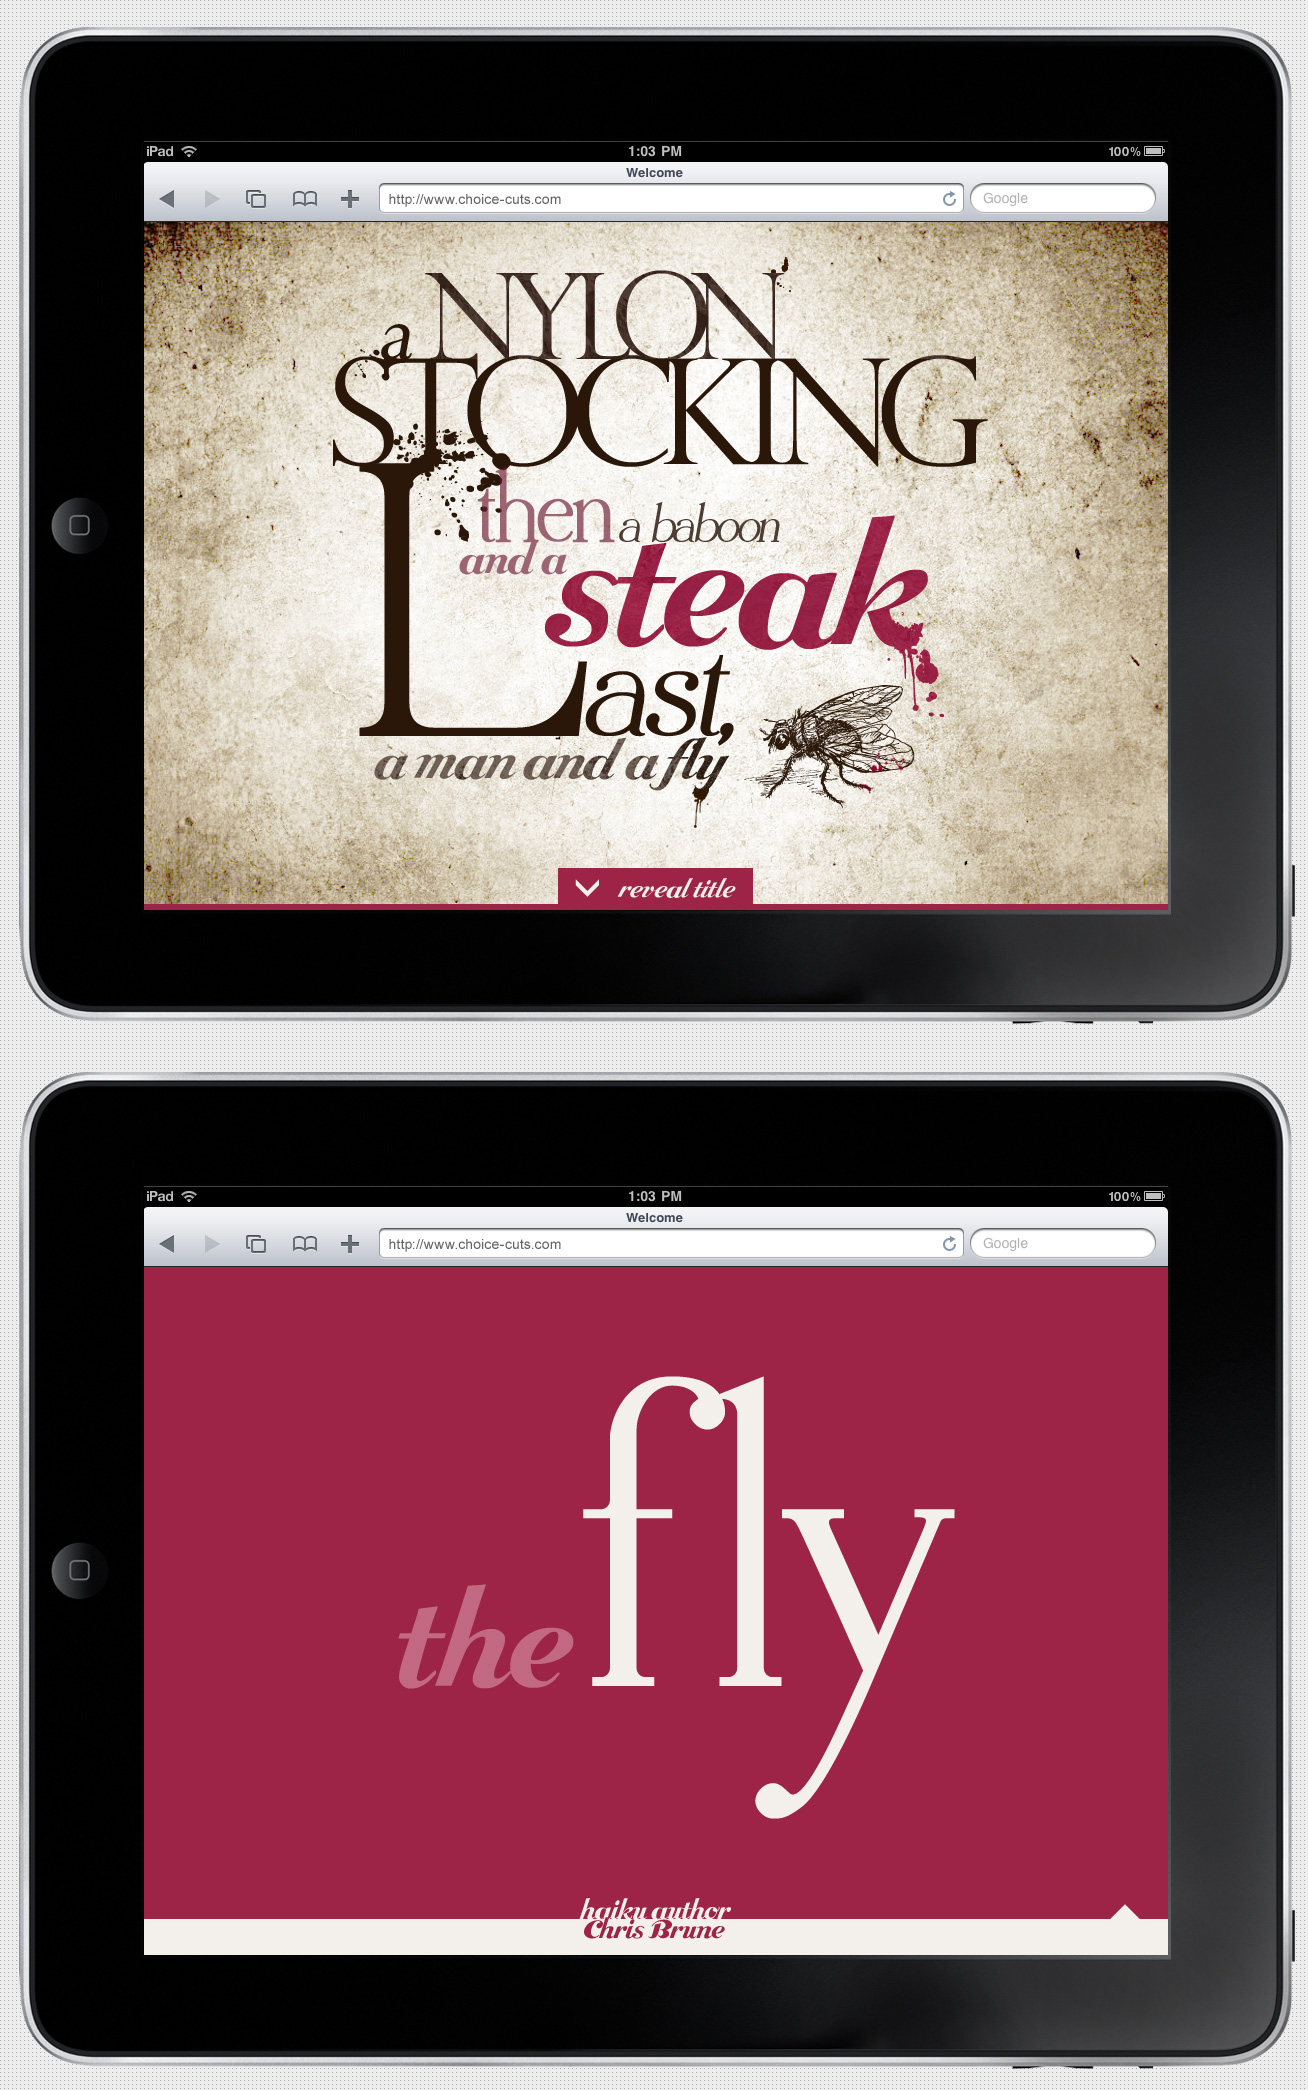 iPad 1:03 PM 100%
Welcome
http://www.choice-cuts.com Google
a NYLON
STOCKING
then a baboon
and a steak
Last,
a man and a fly
reveal title
iPad 1:03 PM 100%
Welcome
http://www.choice-cuts.com Google
the fly
haiku author
Chris Brune